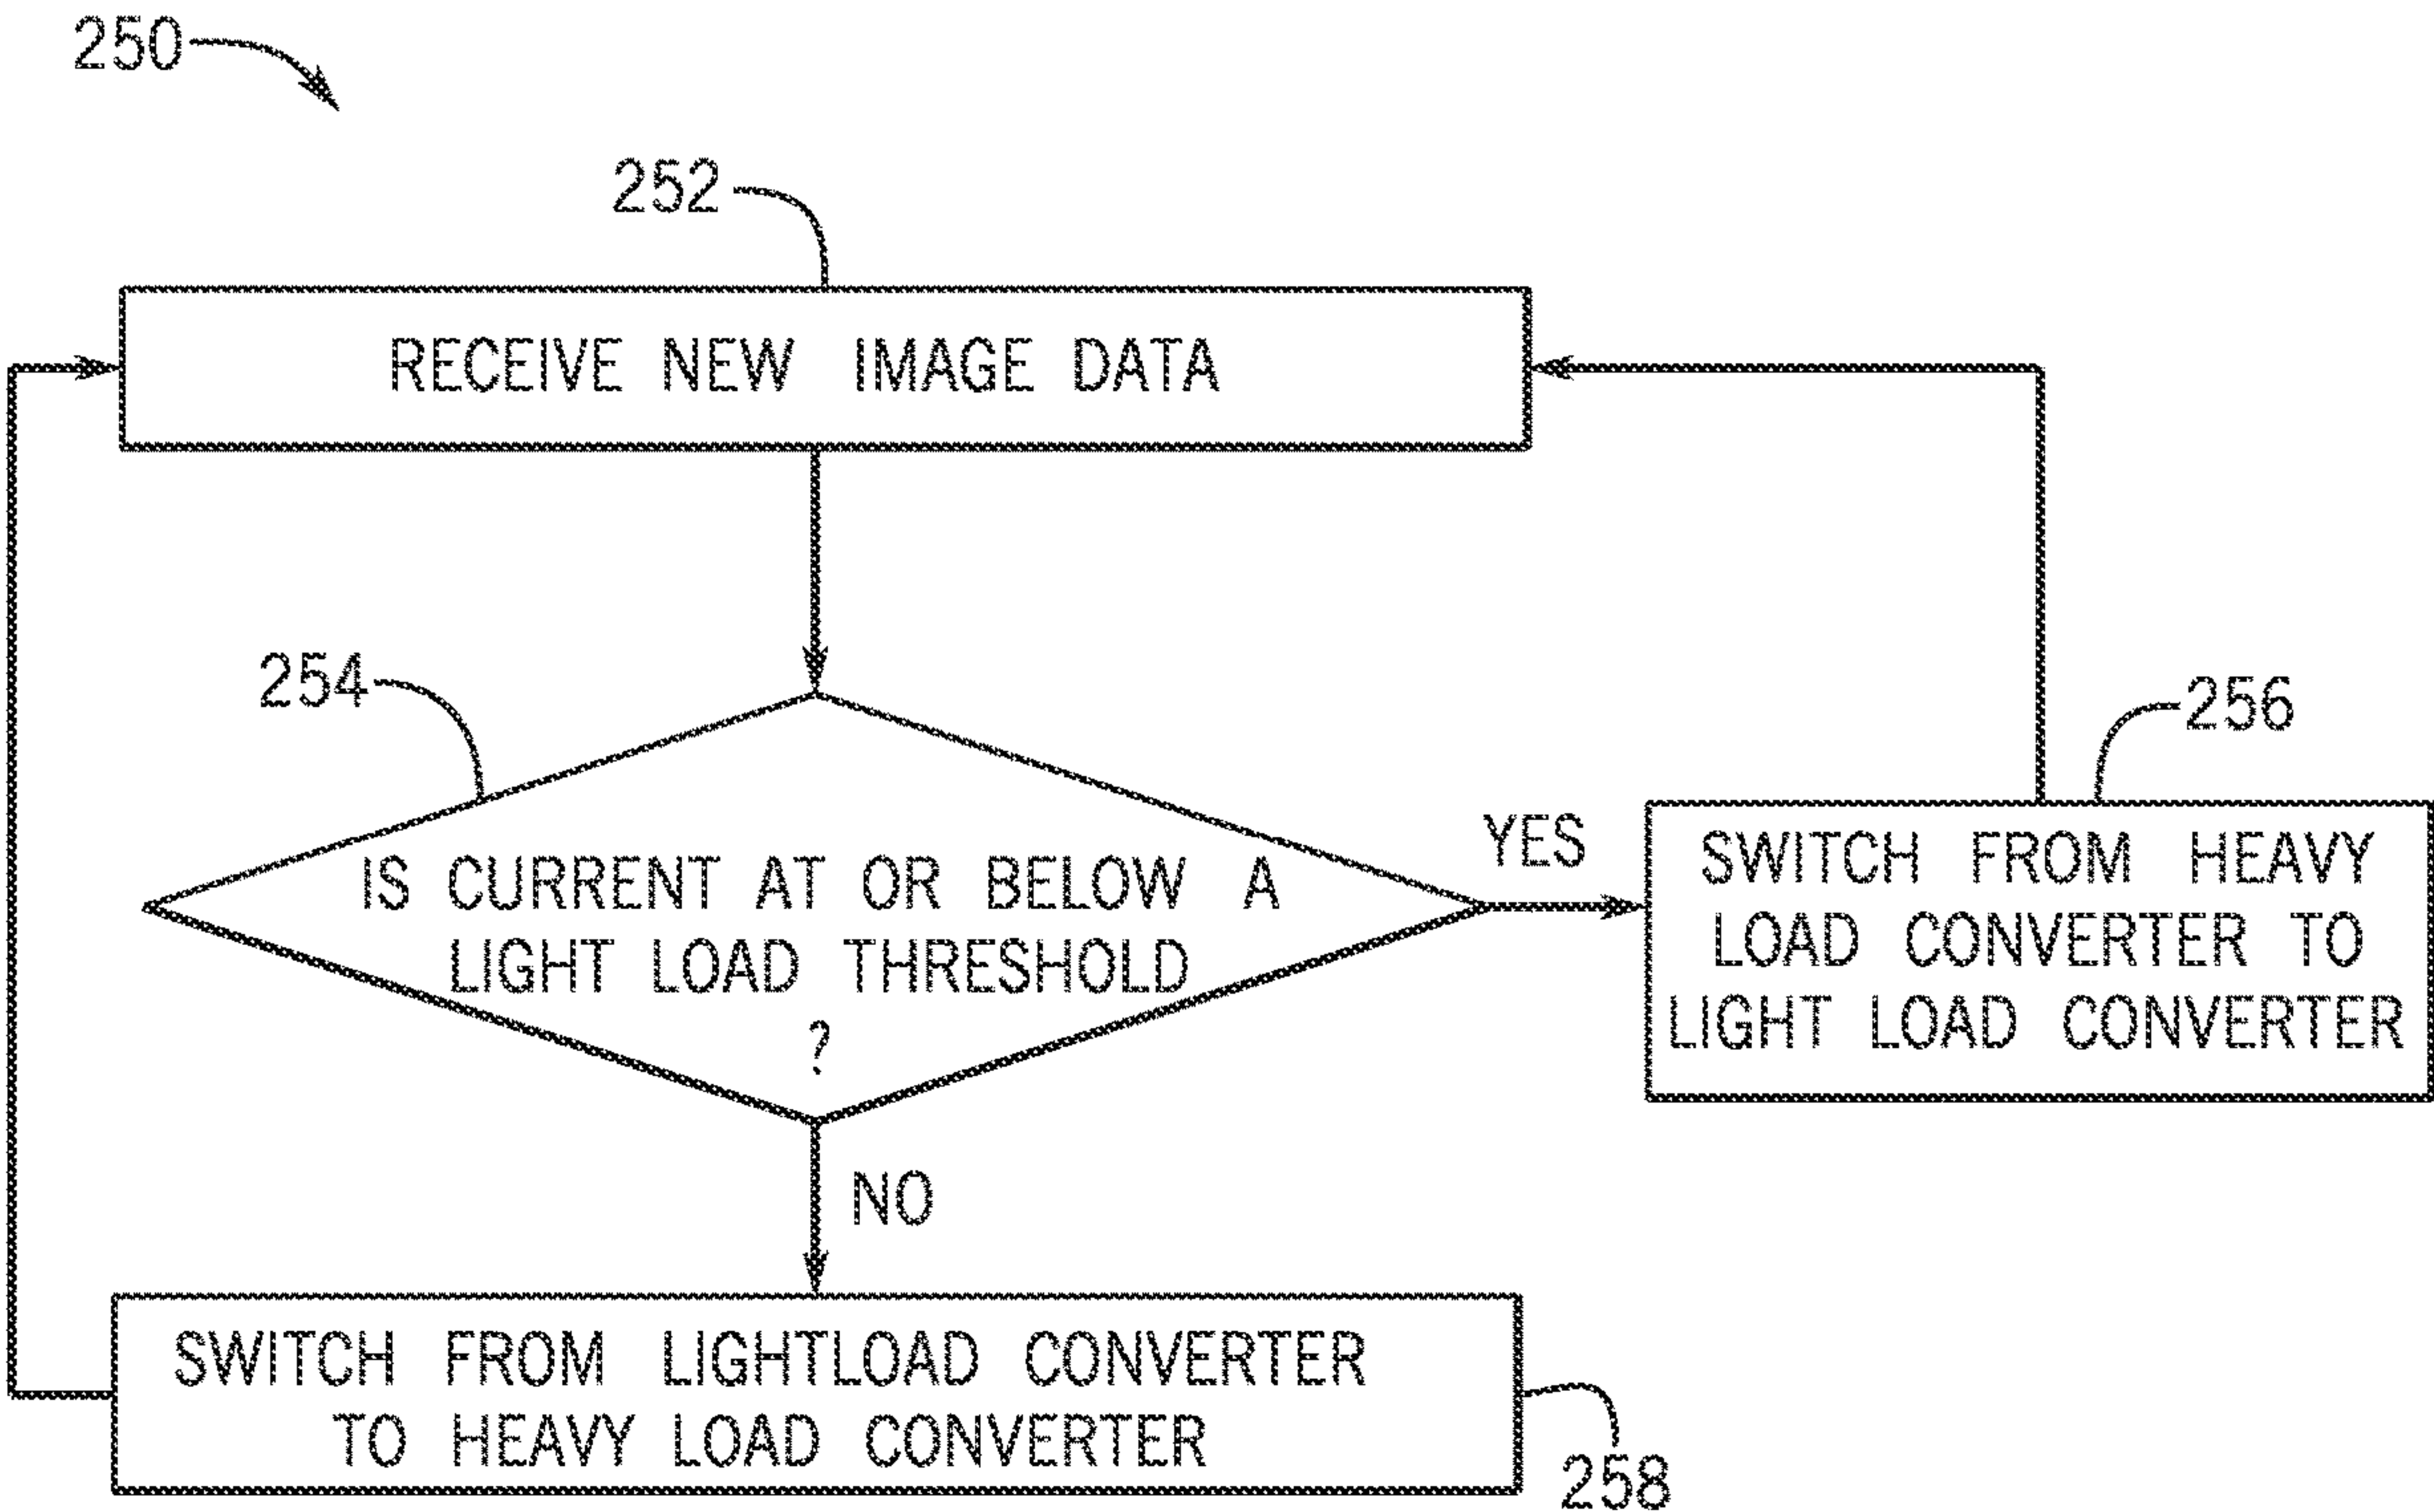 250
252
RECEIVE NEW IMAGE DATA
254
IS CURRENT AT OR BELOW A
LIGHT LOAD THRESHOLD
?
YES
256
SWITCH FROM HEAVY
LOAD CONVERTER TO
LIGHT LOAD CONVERTER
NO
SWITCH FROM LIGHTLOAD CONVERTER
TO HEAVY LOAD CONVERTER
258